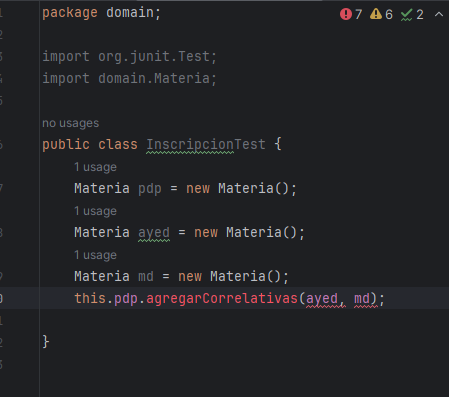 package domain;
7 6 2
import org.junit.Test;
import domain.Materia;
no usages
public class InscripcionTest {
1 usage
Materia pdp = new Materia();
1 usage
Materia ayed = new Materia();
1 usage
Materia md = new Materia();
this.pdp.agregarCorrelativas(ayed, md);
}